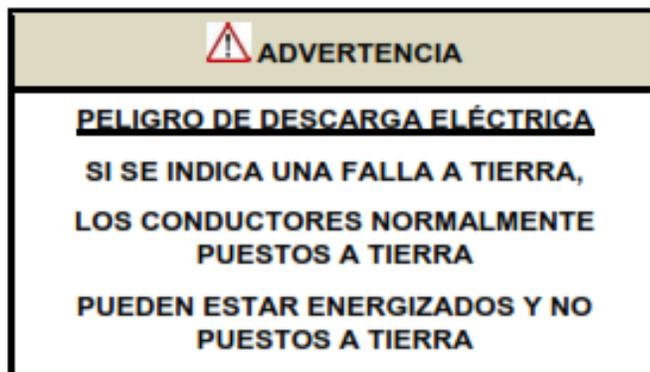 ADVERTENCIA
PELIGRO DE DESCARGA ELÉCTRICA
SI SE INDICA UNA FALLA A TIERRA,
LOS CONDUCTORES NORMALMENTE
PUESTOS A TIERRA
PUEDEN ESTAR ENERGIZADOS Y NO
PUESTOS A TIERRA